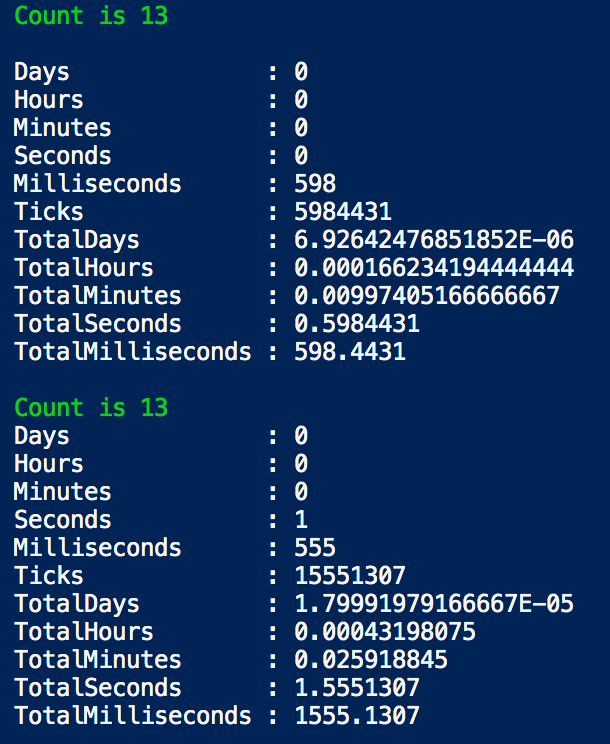 Count is 13
Days : 0
Hours : 0
Minutes : 0
Seconds : 0
Milliseconds : 598
Ticks : 5984431
TotalDays : 6.92642476851852E-06
TotalHours : 0.000166234194444444
TotalMinutes : 0.00997405166666667
TotalSeconds : 0.5984431
TotalMilliseconds : 598.4431
Count is 13
Days : 0
Hours : 0
Minutes : 0
Seconds : 1
Milliseconds : 555
Ticks : 15551307
TotalDays : 1.79991979166667E-05
TotalHours : 0.00043198075
TotalMinutes : 0.025918845
TotalSeconds : 1.5551307
TotalMilliseconds : 1555.1307